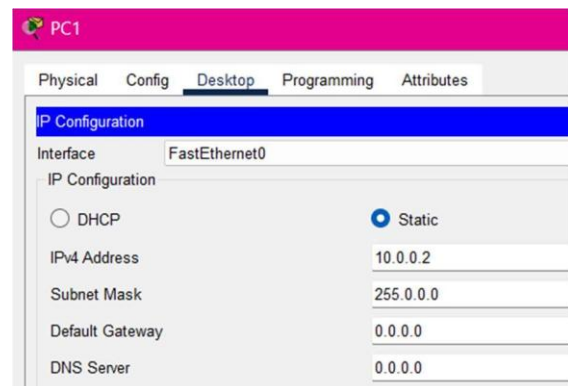 PC1
Physical Config Desktop Programming Attributes
IP Configuration
Interface FastEthernet0
IP Configuration
DHCP Static
IPv4 Address 10.0.0.2
Subnet Mask 255.0.0.0
Default Gateway 0.0.0.0
DNS Server 0.0.0.0